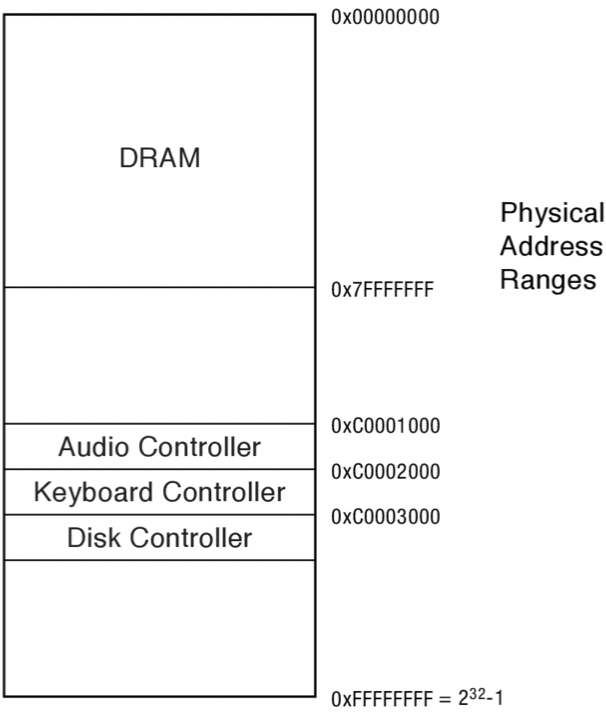 0x00000000
DRAM
Physical
Address
Ranges
0x7FFFFFFF
0xC0001000
Audio Controller
0xC0002000
Keyboard Controller
0xC0003000
Disk Controller
0xFFFFFFFF = 2³²-1